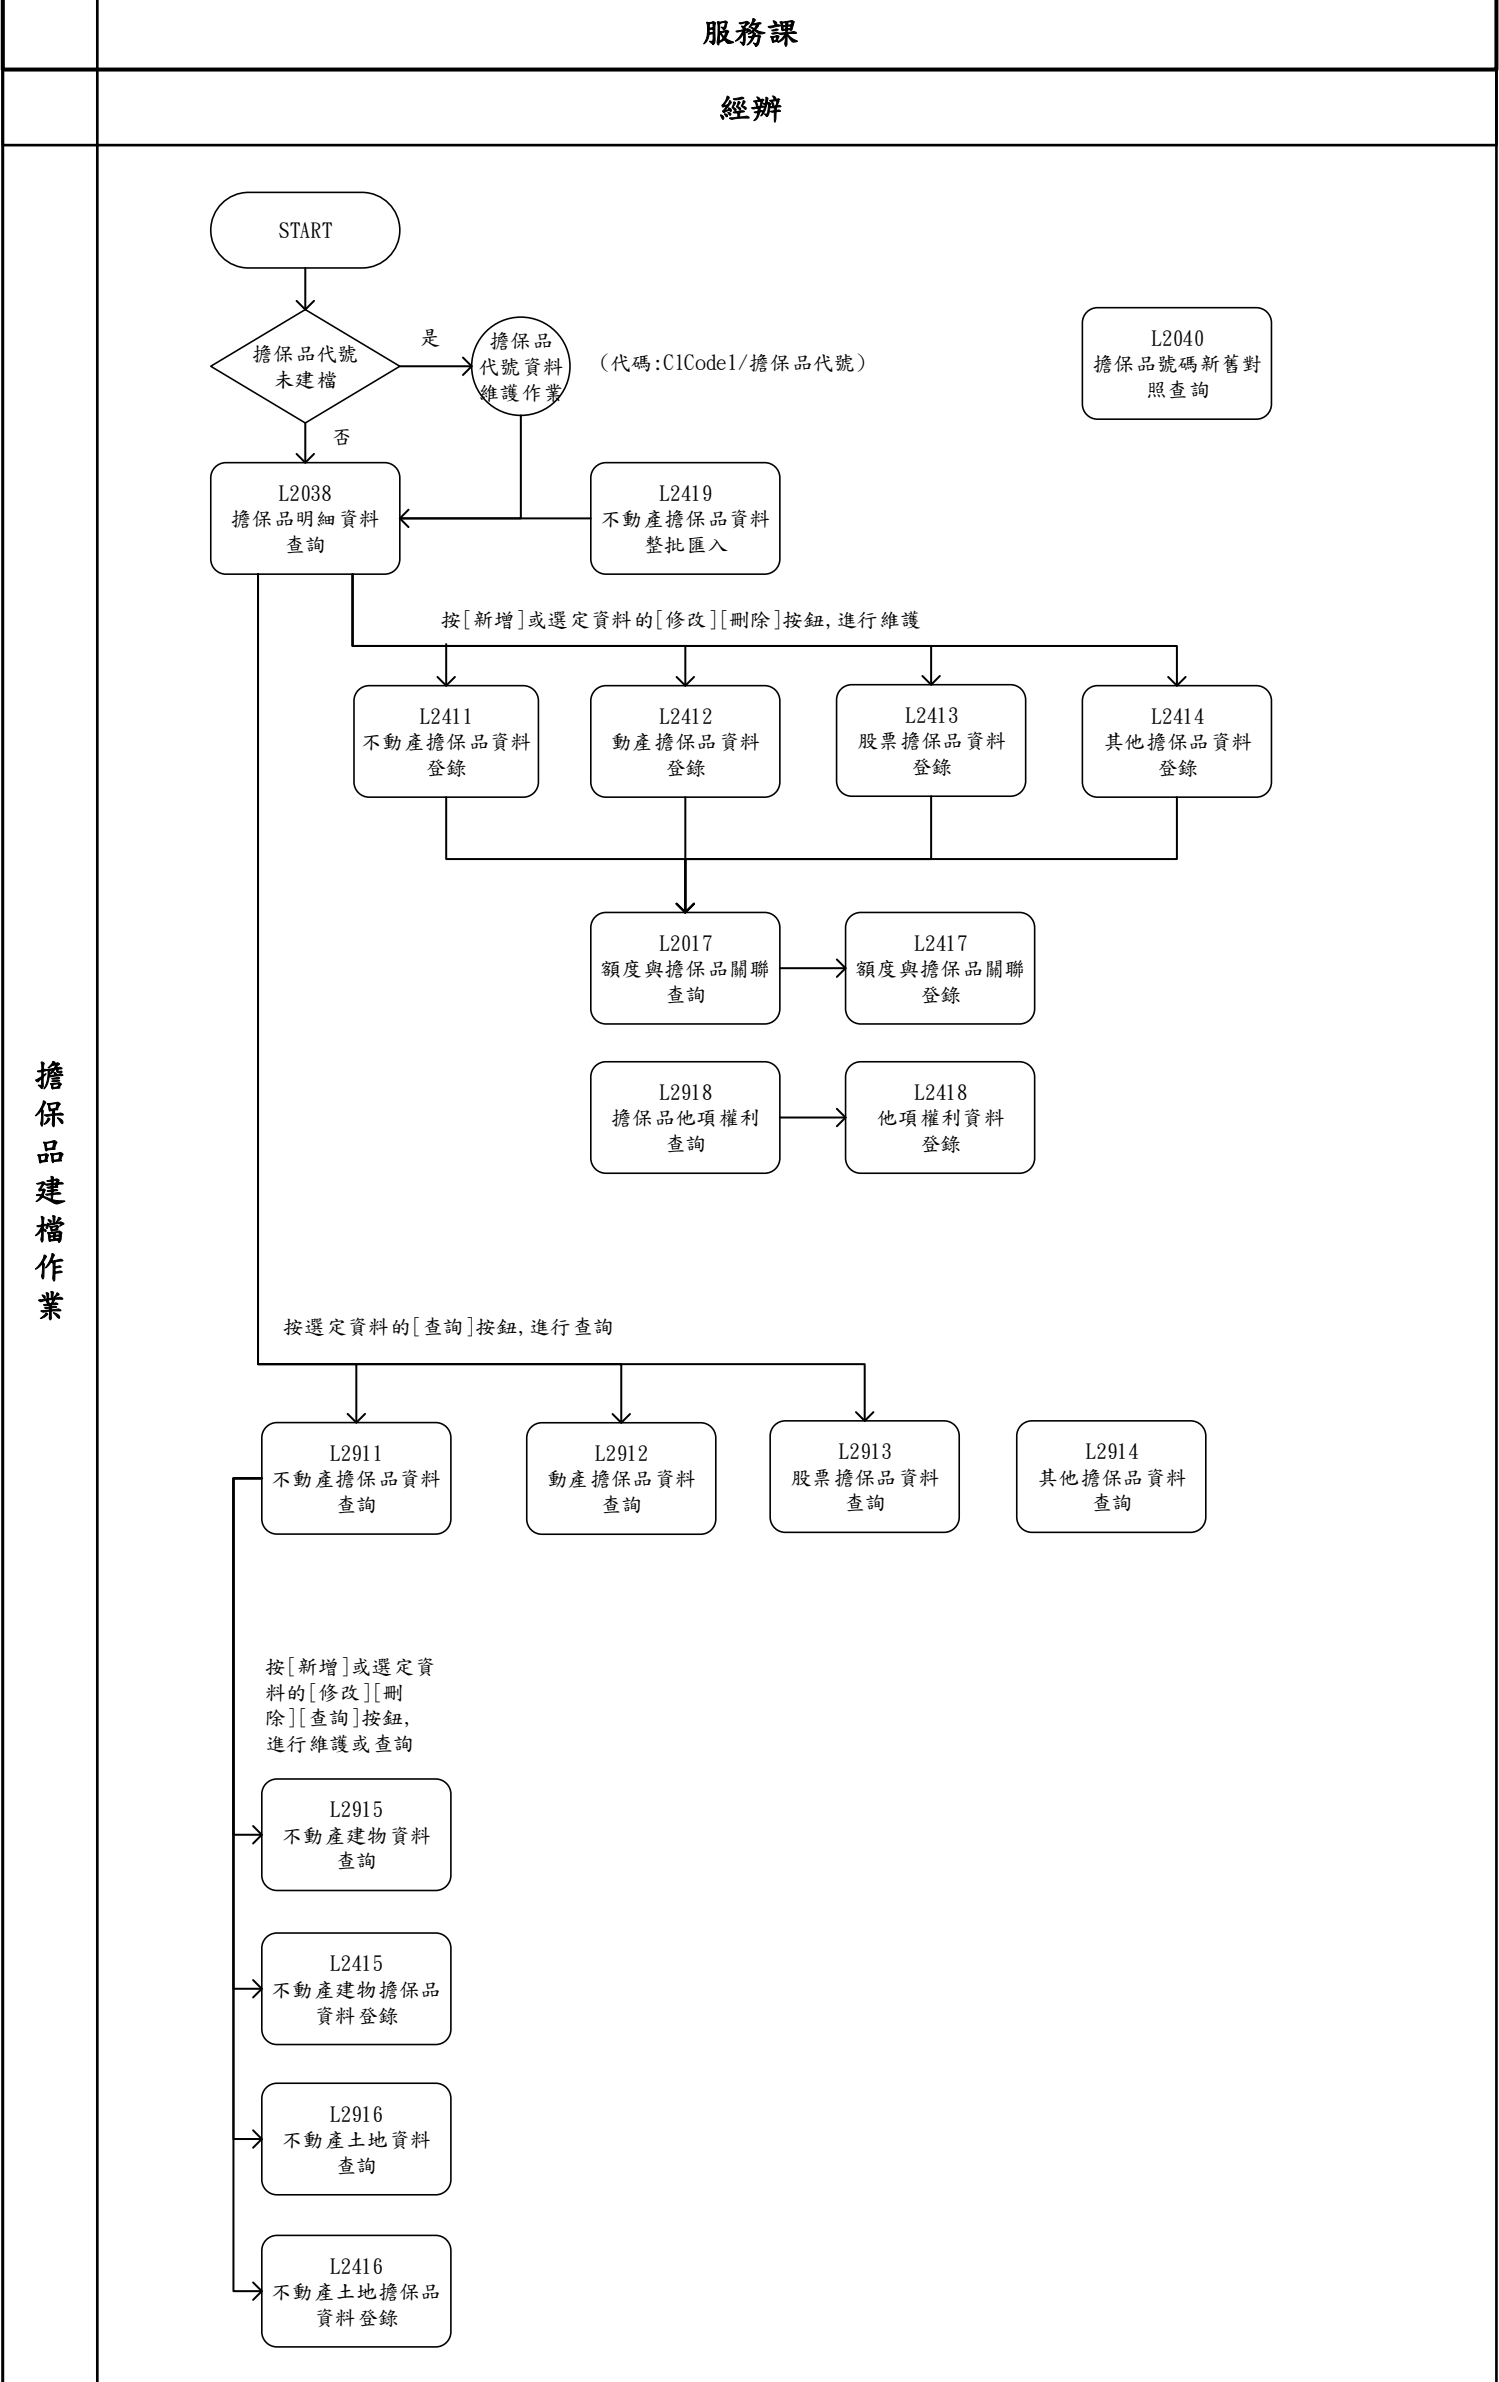 服務課
經辦
擔保品建檔作業
START
擔保品代號
未建檔
是
擔保品
代號資料
維護作業
(代碼:ClCode1/擔保品代號)
L2040
擔保品號碼新舊對
照查詢
否
L2038
擔保品明細資料
查詢
L2419
不動產擔保品資料
整批匯入
按[新增]或選定資料的[修改][刪除]按鈕,進行維護
L2411
不動產擔保品資料
登錄
L2412
動產擔保品資料
登錄
L2413
股票擔保品資料
登錄
L2414
其他擔保品資料
登錄
L2017
額度與擔保品關聯
查詢
L2417
額度與擔保品關聯
登錄
L2918
擔保品他項權利
查詢
L2418
他項權利資料
登錄
按選定資料的[查詢]按鈕,進行查詢
L2911
不動產擔保品資料
查詢
L2912
動產擔保品資料
查詢
L2913
股票擔保品資料
查詢
L2914
其他擔保品資料
查詢
按[新增]或選定資
料的[修改][刪
除][查詢]按鈕,
進行維護或查詢
L2915
不動產建物資料
查詢
L2415
不動產建物擔保品
資料登錄
L2916
不動產土地資料
查詢
L2416
不動產土地擔保品
資料登錄